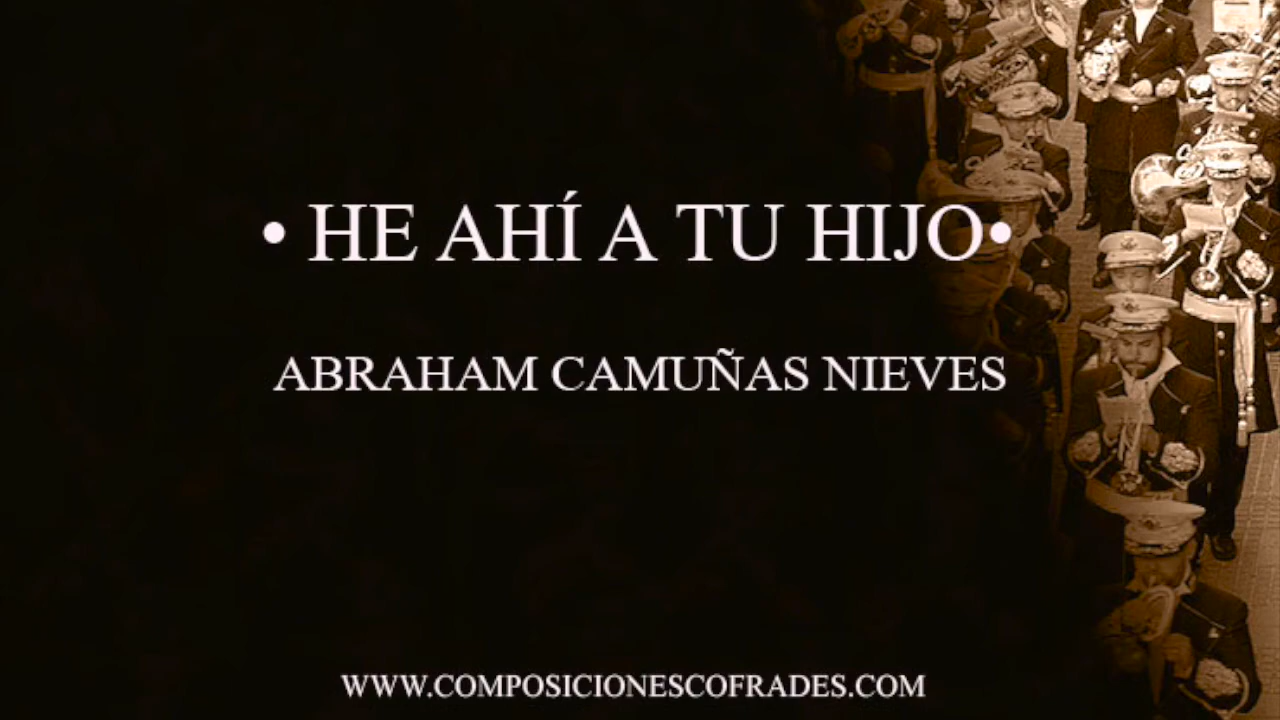 • HE AHÍ A TU HIJO•
ABRAHAM CAMUÑAS NIEVES
WWW.COMPOSICIONESCOFRADES.COM